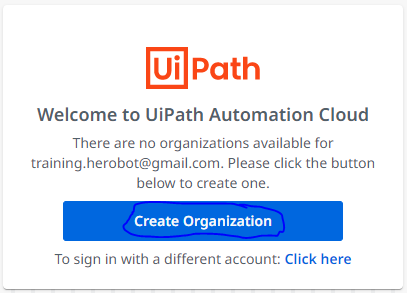 UiPath
Welcome to UiPath Automation Cloud
There are no organizations available for
training.herobot@gmail.com. Please click the button
below to create one.
Create Organization
To sign in with a different account: Click here